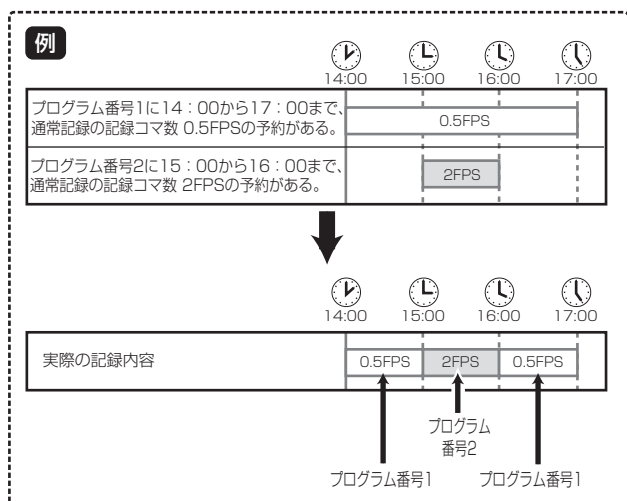 例
14:00 15:00 16:00 17:00
プログラム番号1に14：00から17：00まで、
通常記録の記録コマ数 0.5FPSの予約がある。
0.5FPS
プログラム番号2に15：00から16：00まで、
通常記録の記録コマ数 2FPSの予約がある。
2FPS
14:00 15:00 16:00 17:00
実際の記録内容
0.5FPS 2FPS 0.5FPS
プログラム
番号2
プログラム番号1 プログラム番号1